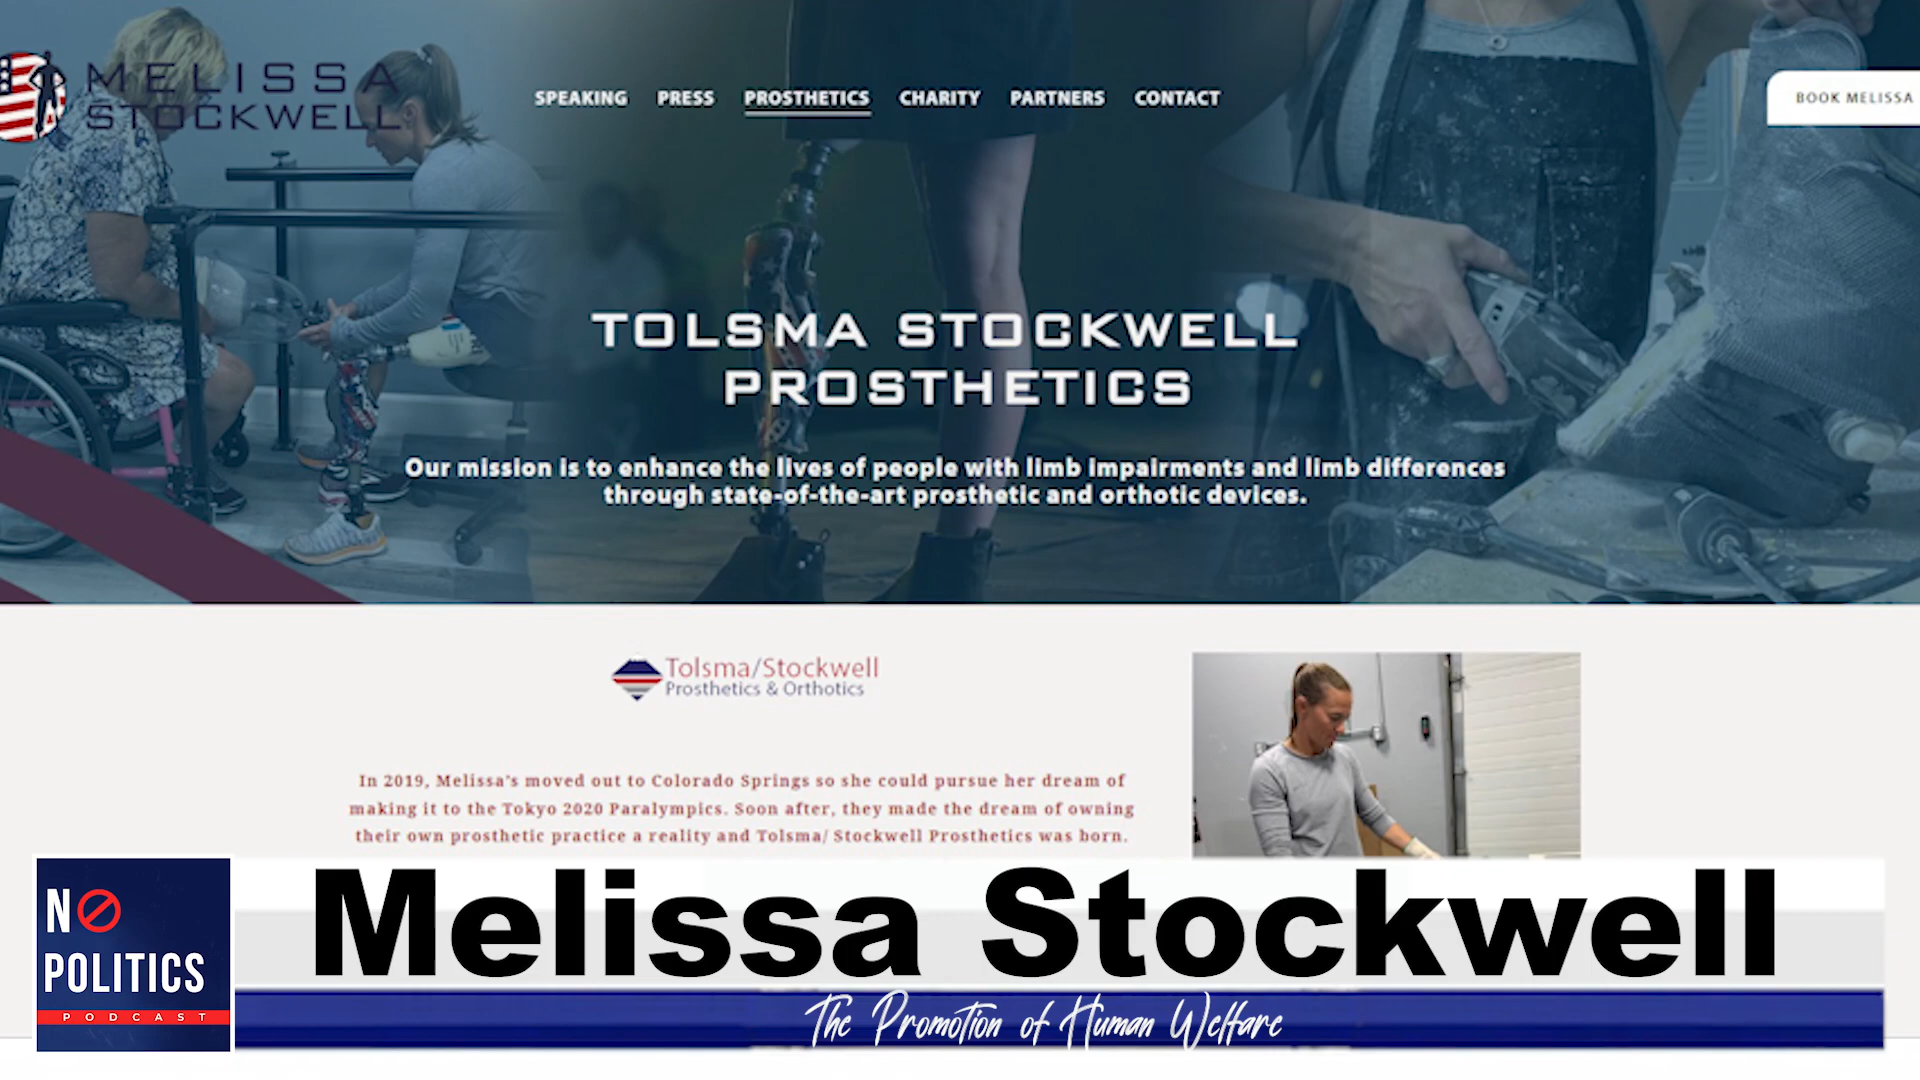 MELISSA
STOCKWELL
SPEAKING PRESS PROSTHETICS CHARITY PARTNERS CONTACT
BOOK MELISSA
TOLSMA STOCKWELL
PROSTHETICS
Our mission is to enhance the lives of people with limb impairments and limb differences
through state-of-the-art prosthetic and orthotic devices.
Tolsma/Stockwell
Prosthetics & Orthotics
In 2019, Melissa's moved out to Colorado Springs so she could pursue her dream of
making it to the Tokyo 2020 Paralympics. Soon after, they made the dream of owning
their own prosthetic practice a reality and Tolsma/ Stockwell Prosthetics was born.
NO
POLITICS
PODCAST
Melissa Stockwell
The Promotion of Human Welfare